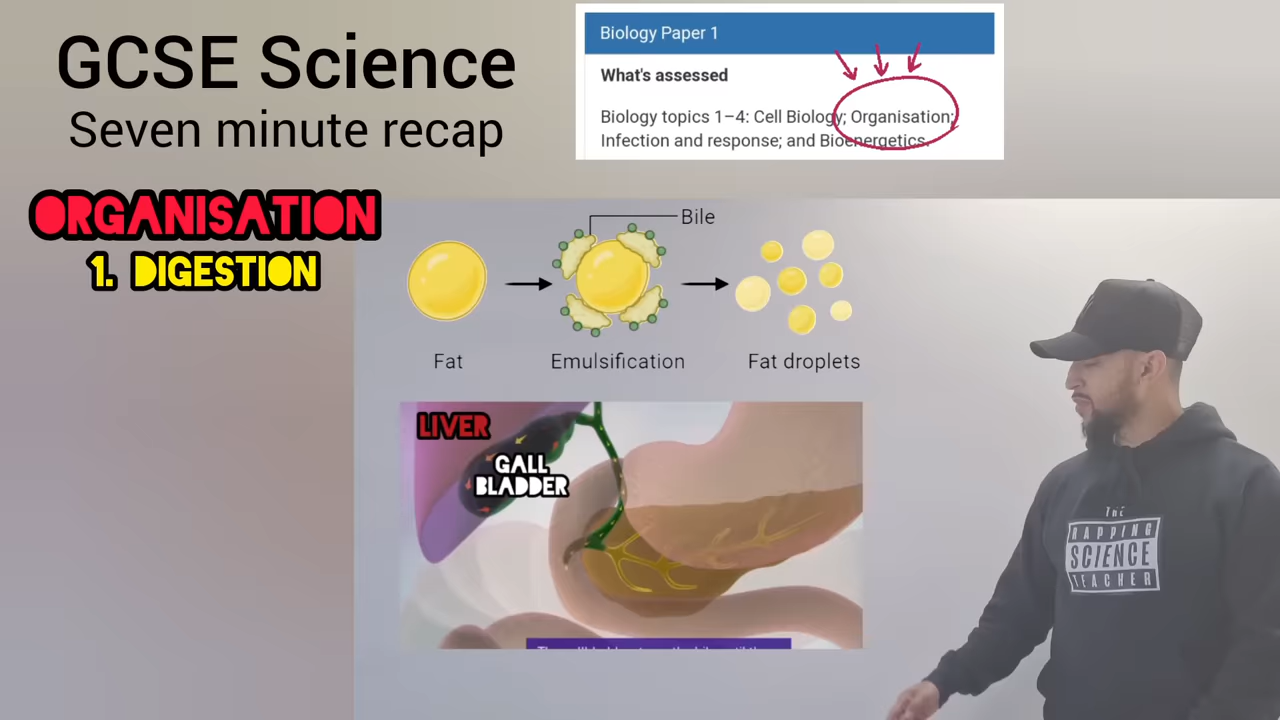 GCSE Science
Seven minute recap
Biology Paper 1
What's assessed
Biology topics 1–4: Cell Biology; Organisation;
Infection and response; and Bioenergetics.
ORGANISATION
1. DIGESTION
Bile
Fat
Emulsification
Fat droplets
LIVER
GALL
BLADDER
THE
RAPPING
SCIENCE
TEACHER